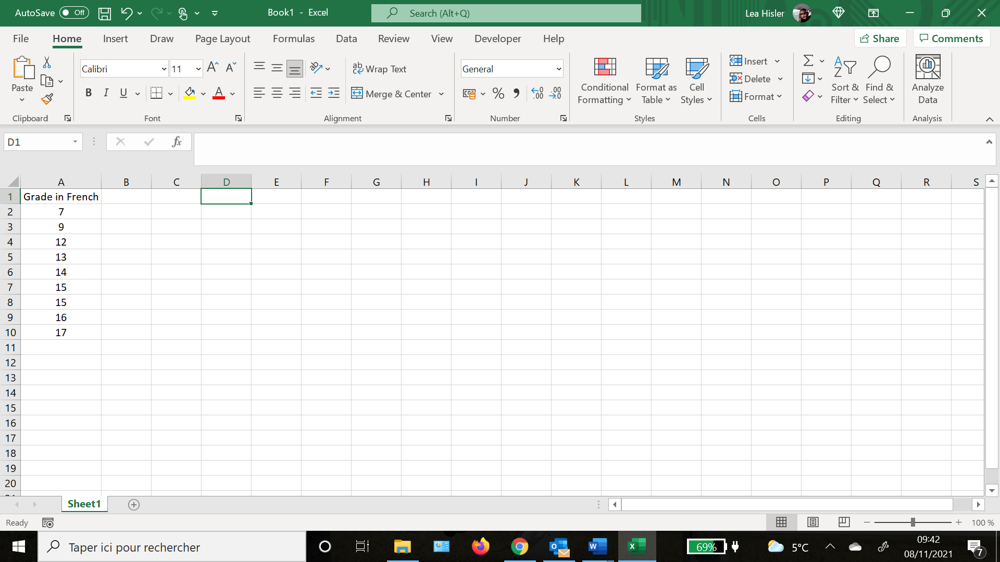 AutoSave Off Book1 - Excel Search (Alt+Q) Lea Hisler
File Home Insert Draw Page Layout Formulas Data Review View Developer Help Share Comments
Paste
Calibri 11
B I U A
ab Wrap Text
Merge & Center
General
% 
Conditional Formatting
Format as Table
Cell Styles
Insert
Delete
Format
Sort & Filter
Find & Select
Analyze Data
Clipboard Font Alignment Number Styles Cells Editing Analysis
D1 fx
A B C D E F G H I J K L M N O P Q R S
1 Grade in French
2 7
3 9
4 12
5 13
6 14
7 15
8 15
9 16
10 17
11
12
13
14
15
16
17
18
19
20
Sheet1
Ready 100 %
Taper ici pour rechercher 69% 5°C 09:42
08/11/2021 7